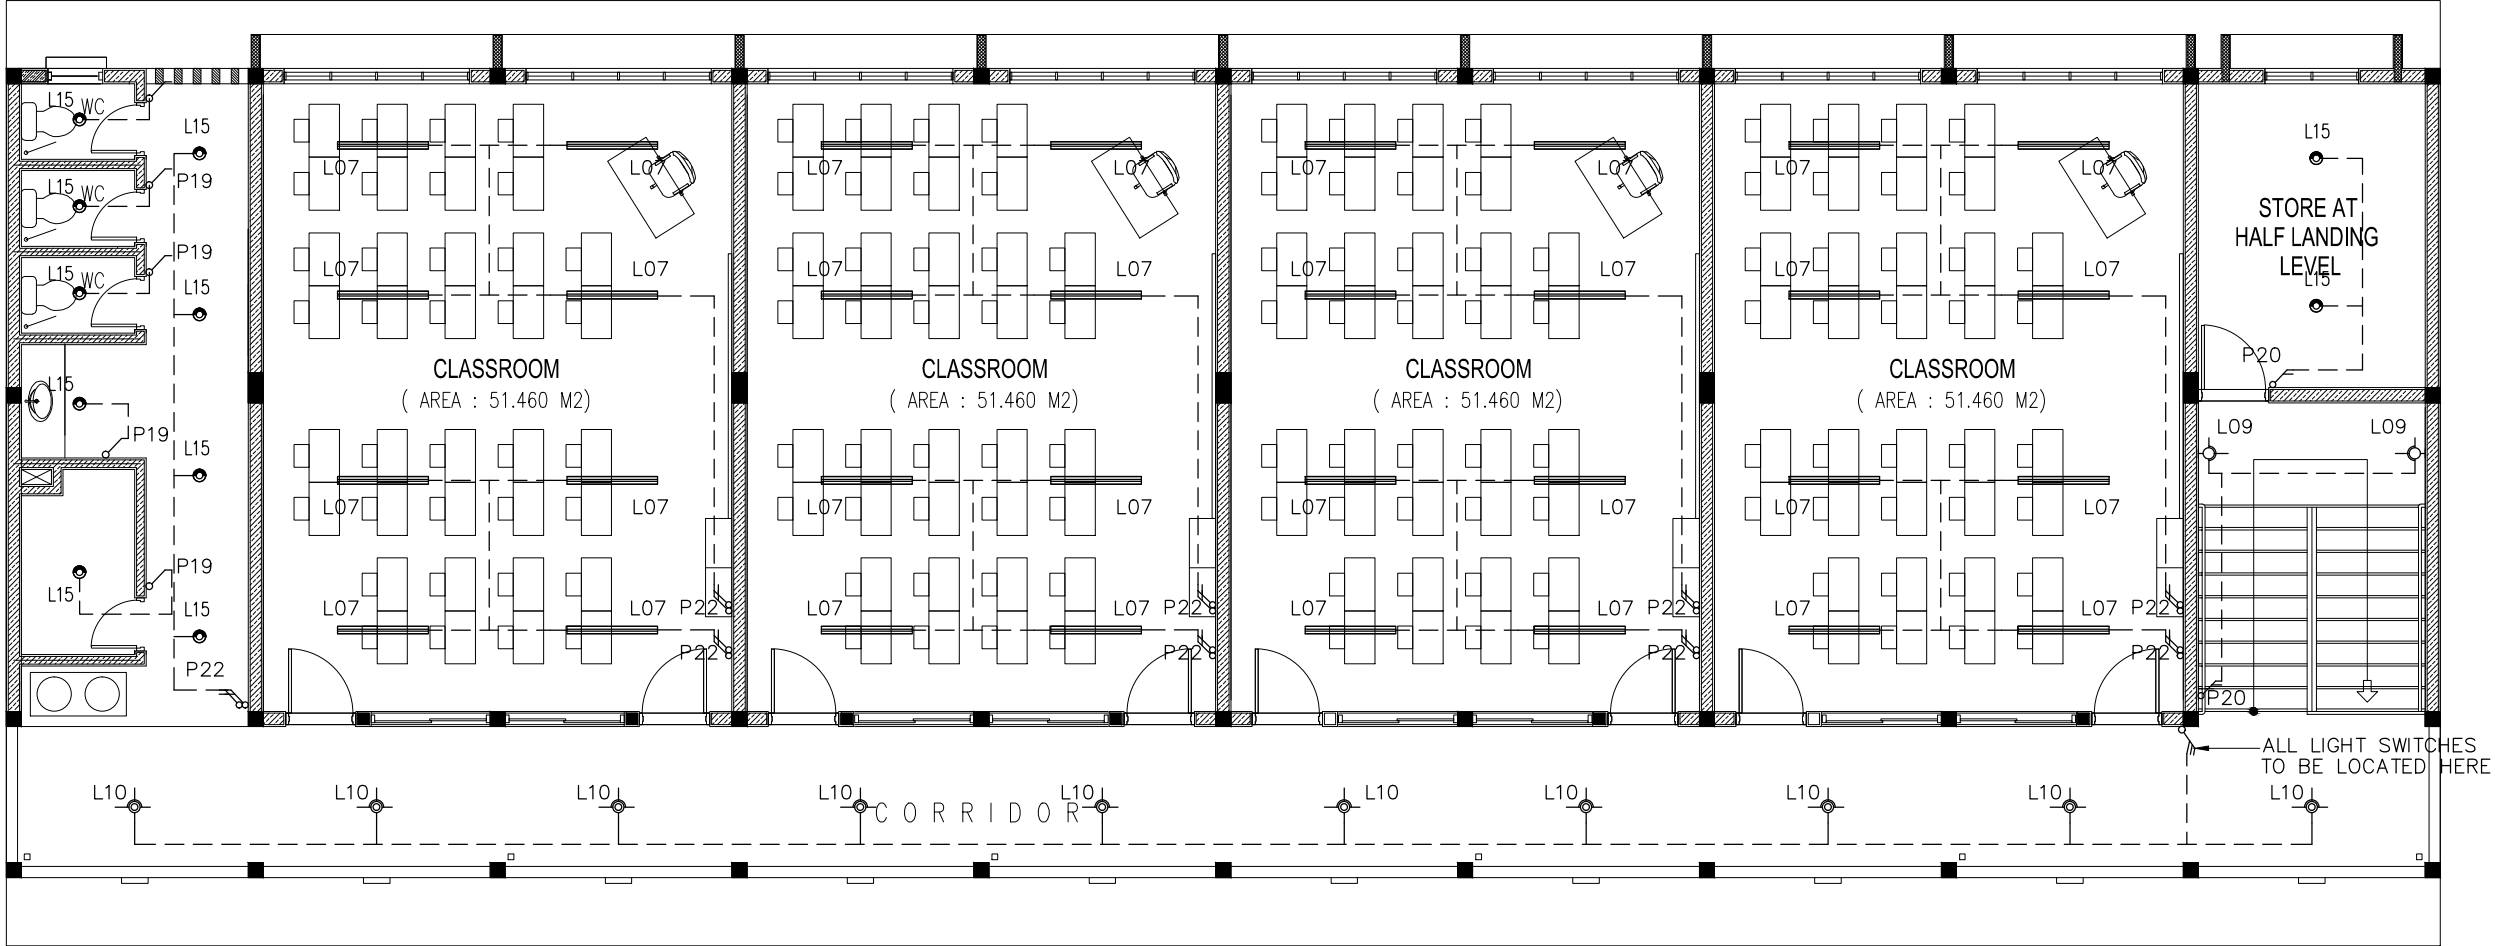 L15
WC
L15
P19
L15
WC
L15
P19
L15
WC
L15
P19
L15
P19
L15
L15
P22
L07
L07
L07
L07
CLASSROOM
( AREA : 51.460 M2)
L07
L07
L07
L07
P22
P22
L07
L07
L07
L07
CLASSROOM
( AREA : 51.460 M2)
L07
L07
L07
L07
P22
P22
L07
L07
L07
L07
CLASSROOM
( AREA : 51.460 M2)
L07
L07
L07
L07
P22
P22
L07
L07
L07
L07
CLASSROOM
( AREA : 51.460 M2)
L07
L07
L07
L07
P22
P22
L15
STORE AT
HALF LANDING
LEVEL
L15
P20
L09
L09
P20
ALL LIGHT SWITCHES
TO BE LOCATED HERE
L10
L10
L10
L10
L10
L10
L10
L10
L10
L10
CORRIDOR